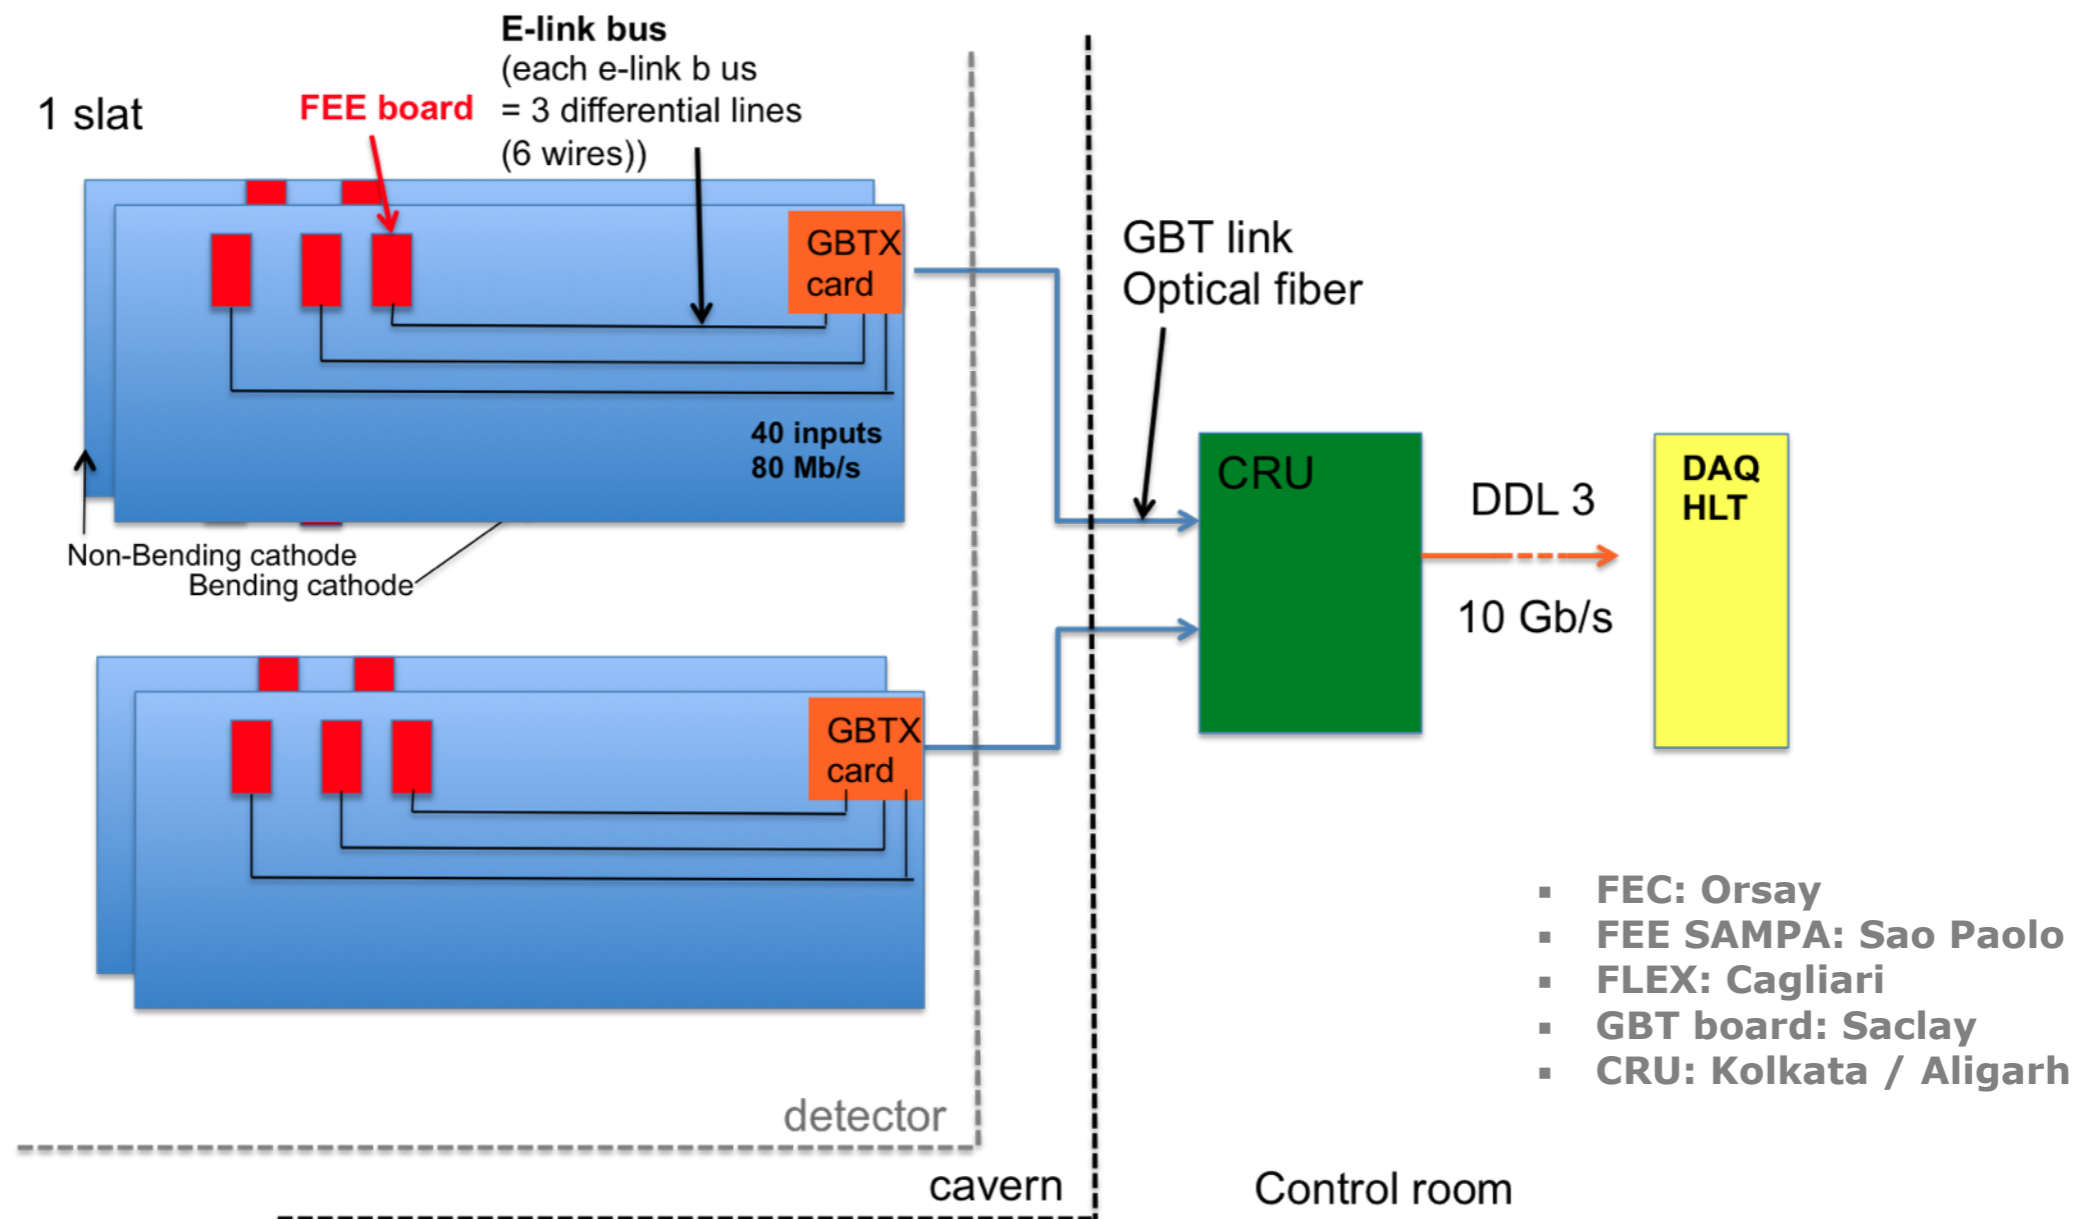 E-link bus
(each e-link b us
= 3 differential lines
(6 wires))
FEE board
1 slat
GBTX
card
40 inputs
80 Mb/s
Non-Bending cathode
Bending cathode
GBT link
Optical fiber
CRU
DDL 3
10 Gb/s
DAQ
HLT
GBTX
card
▪ FEC: Orsay
▪ FEE SAMPA: Sao Paolo
▪ FLEX: Cagliari
▪ GBT board: Saclay
▪ CRU: Kolkata / Aligarh
detector
cavern
Control room